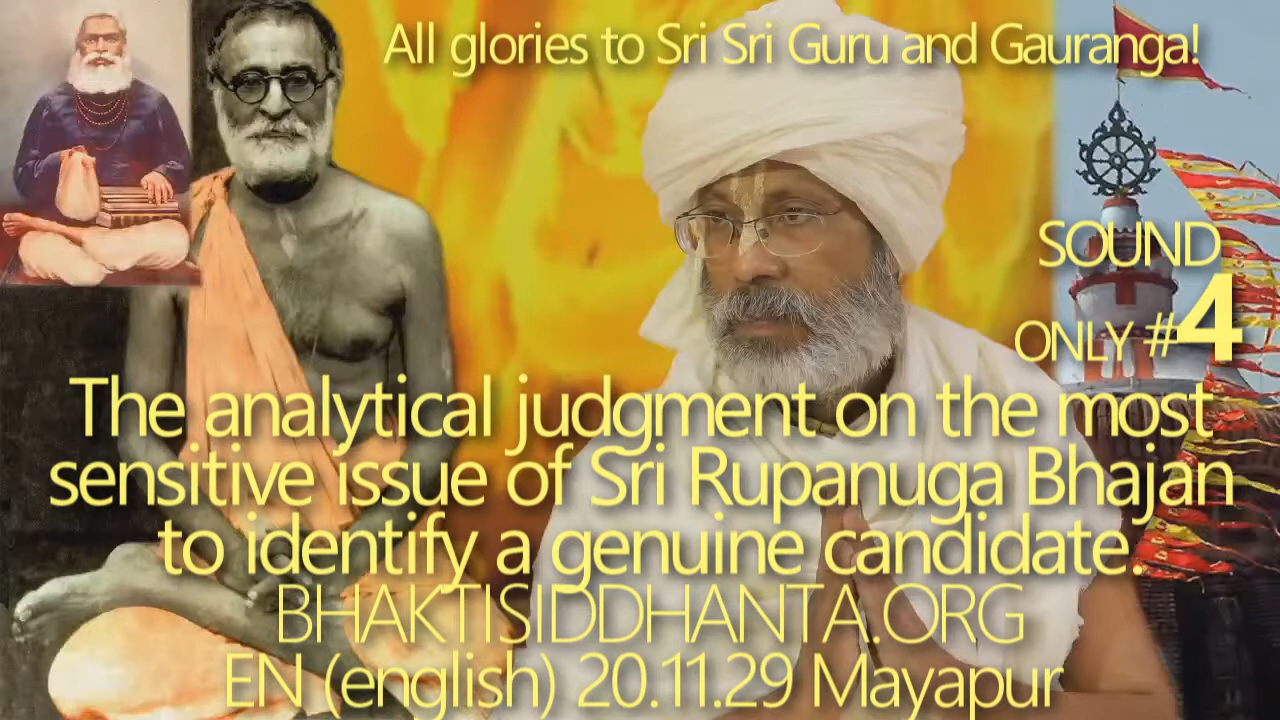 All glories to Sri Sri Guru and Gauranga!
SOUND
ONLY #4
The analytical judgment on the most
sensitive issue of Sri Rupanuga Bhajan
to identify a genuine candidate.
BHAKTISIDDHANTA.ORG
EN (english) 20.11.29 Mayapur